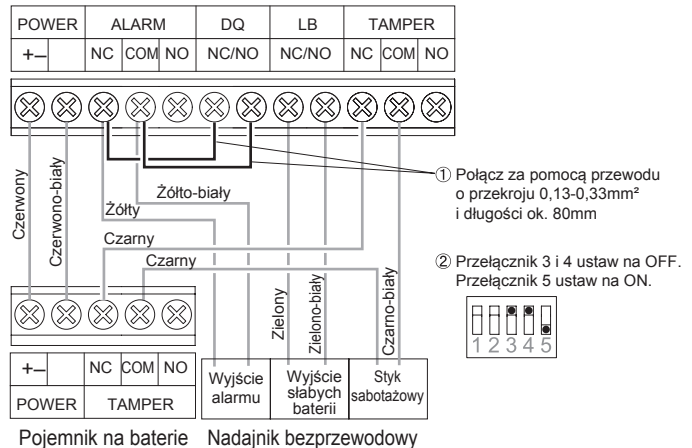 POWER ALARM DQ LB TAMPER
+– NC COM NO NC/NO NC/NO NC COM NO
① Połącz za pomocą przewodu
o przekroju 0,13-0,33mm²
i długości ok. 80mm
② Przełącznik 3 i 4 ustaw na OFF.
Przełącznik 5 ustaw na ON.
1 2 3 4 5
Czerwony
Czerwono-biały
Żółty
Żółto-biały
Czarny
Czarny
Zielony
Zielono-biały
Czarno-biały
+– NC COM NO
POWER TAMPER
Wyjście
alarmu
Wyjście
słabych
baterii
Styk
sabotażowy
Pojemnik na baterie Nadajnik bezprzewodowy